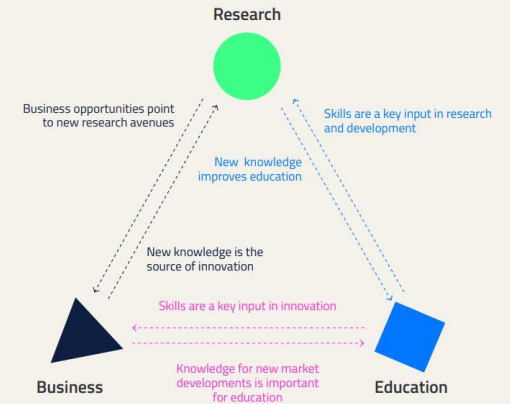 Research
Business opportunities point
to new research avenues
Skills are a key input in research
and development
New knowledge
improves education
New knowledge is the
source of innovation
Skills are a key input in innovation
Knowledge for new market
developments is important
for education
Business
Education